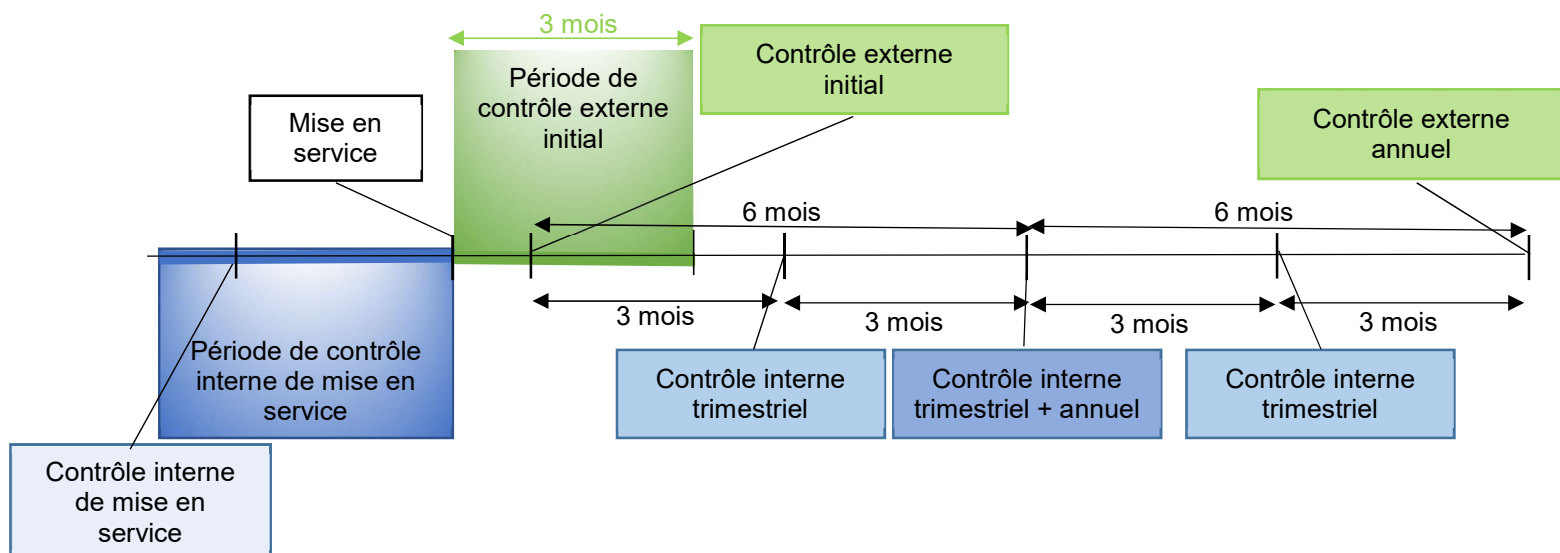 3 mois
Période de
contrôle externe
initial
Contrôle externe
initial
Mise en
service
Contrôle externe
annuel
6 mois
6 mois
3 mois
3 mois
3 mois
3 mois
Période de contrôle
interne de mise en
service
Contrôle interne
trimestriel
Contrôle interne
trimestriel + annuel
Contrôle interne
trimestriel
Contrôle interne
de mise en
service